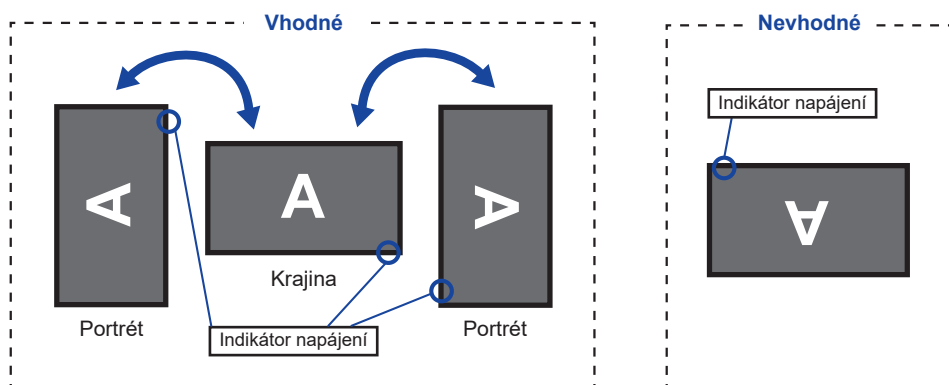 Vhodné
Nevhodné
Indikátor napájení
A
A
A
A
Krajina
Portrét
Indikátor napájení
Portrét